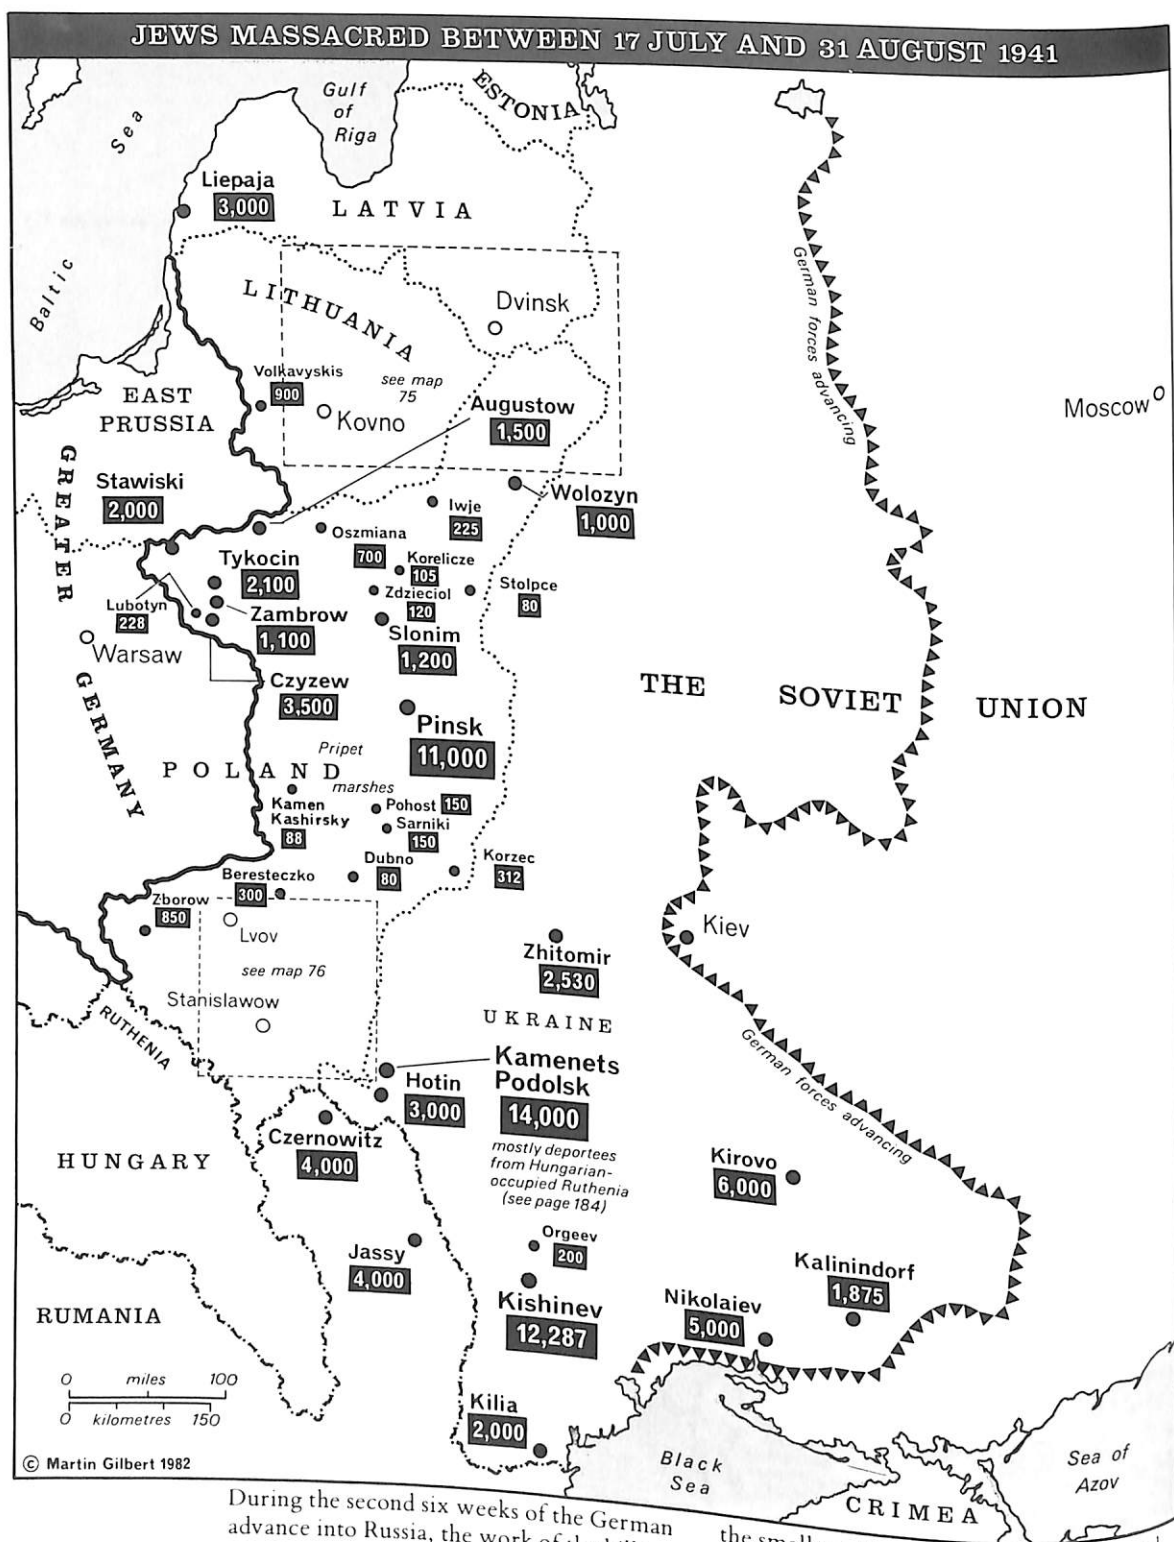 JEWS MASSACRED BETWEEN 17 JULY AND 31 AUGUST 1941
Gulf
of
Riga
ESTONIA
Baltic Sea
Liepaja
3,000
LATVIA
LITHUANIA
Dvinsk
German forces advancing
Volkavyskis
900
see map
75
Kovno
EAST
PRUSSIA
Augustow
1,500
Moscow
GREATER GERMANY
Stawiski
2,000
Iwje
225
Wolozyn
1,000
Oszmiana
700
Tykocin
2,100
Korelicze
105
Zdzieciol
120
Stolpce
80
Lubotyn
228
Zambrow
1,100
Slonim
1,200
Warsaw
Czyzew
3,500
THE SOVIET UNION
Pinsk
11,000
Pripet
marshes
POLAND
Kamen
Kashirsky
88
Pohost 150
Sarniki
150
Dubno
80
Korzec
312
Beresteczko
300
Zborow
850
Lvov
see map 76
Stanislawow
Zhitomir
2,530
Kiev
UKRAINE
RUTHENIA
Kamenets
Podolsk
14,000
mostly deportees
from Hungarian-
occupied Ruthenia
(see page 184)
German forces advancing
Hotin
3,000
Czernowitz
4,000
HUNGARY
Kirovo
6,000
Jassy
4,000
Orgeev
200
Kishinev
12,287
Kalinindorf
1,875
Nikolaiev
5,000
RUMANIA
0 miles 100
0 kilometres 150
Kilia
2,000
Black
Sea
Sea of
Azov
CRIMEA
© Martin Gilbert 1982
During the second six weeks of the German
advance into Russia, the work of the